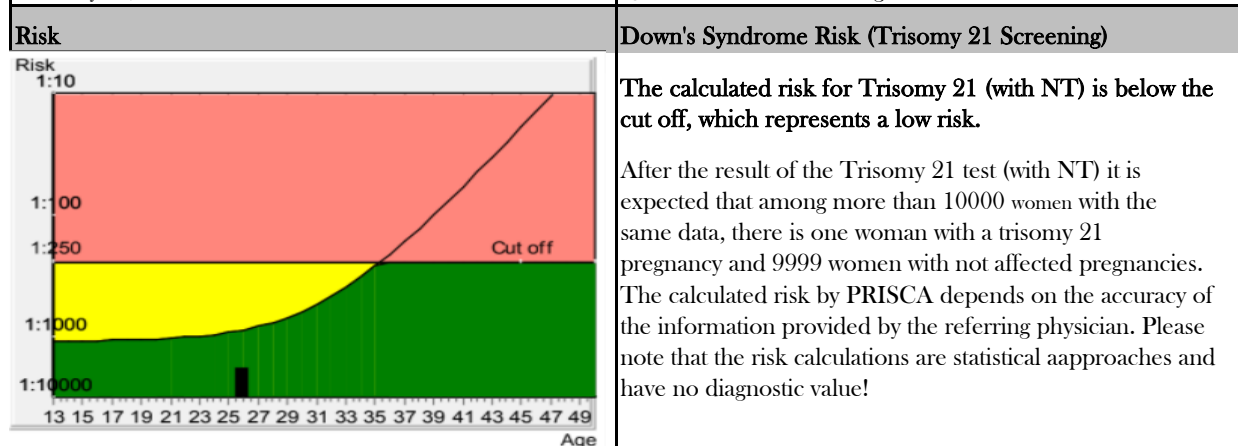 Risk
Risk
1:10
1:100
1:250
Cut off
1:1000
1:10000
13 15 17 19 21 23 25 27 29 31 33 35 37 39 41 43 45 47 49
Age
Down's Syndrome Risk (Trisomy 21 Screening)
The calculated risk for Trisomy 21 (with NT) is below the
cut off, which represents a low risk.
After the result of the Trisomy 21 test (with NT) it is
expected that among more than 10000 women with the
same data, there is one woman with a trisomy 21
pregnancy and 9999 women with not affected pregnancies.
The calculated risk by PRISCA depends on the accuracy of
the information provided by the referring physician. Please
note that the risk calculations are statistical aapproaches and
have no diagnostic value!